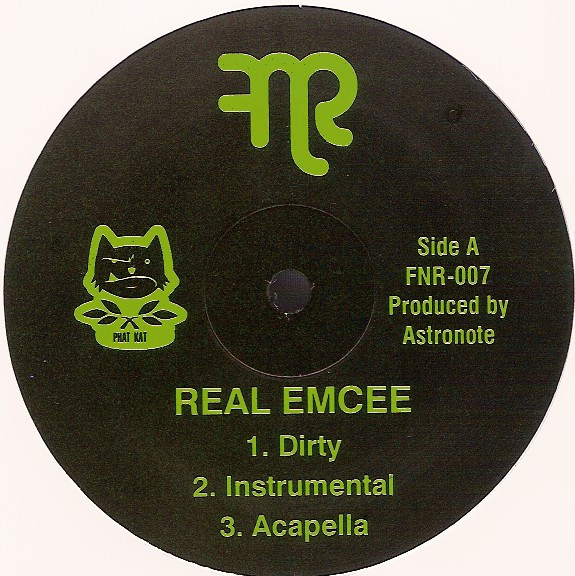 FNR
Side A
FNR-007
Produced by
Astronote
PHAT KAT
REAL EMCEE
1. Dirty
2. Instrumental
3. Acapella